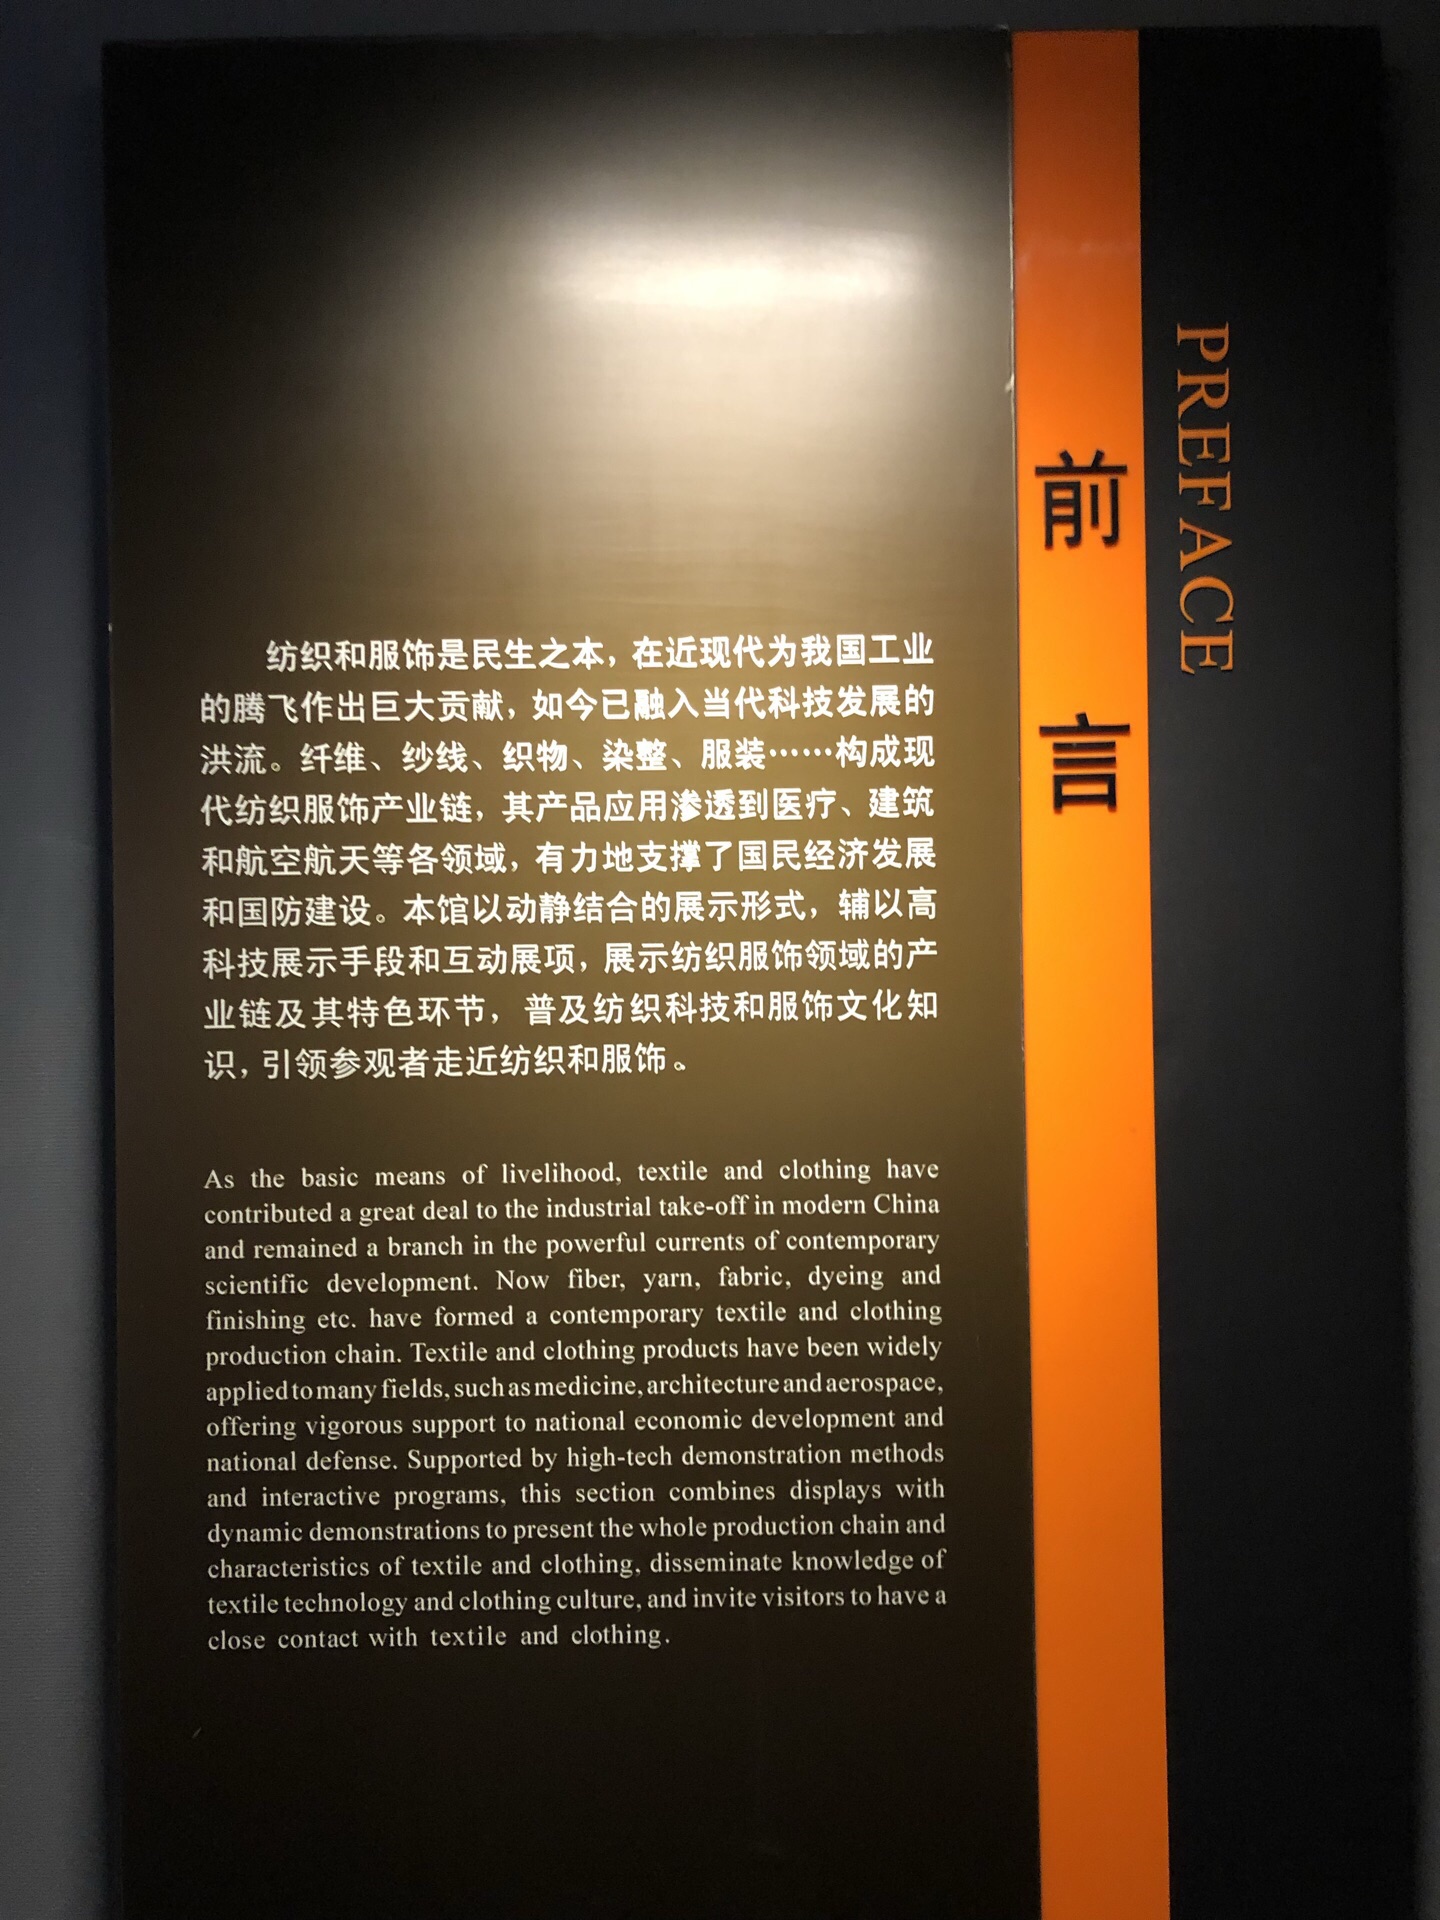 前言
PREFACE
纺织和服饰是民生之本，在近现代为我国工业
的腾飞作出巨大贡献，如今已融入当代科技发展的
洪流。纤维、纱线、织物、染整、服装……构成现
代纺织服饰产业链，其产品应用渗透到医疗、建筑
和航空航天等各领域，有力地支撑了国民经济发展
和国防建设。本馆以动静结合的展示形式，辅以高
科技展示手段和互动展项，展示纺织服饰领域的产
业链及其特色环节，普及纺织科技和服饰文化知
识，引领参观者走近纺织和服饰。
As the basic means of livelihood, textile and clothing have
contributed a great deal to the industrial take-off in modern China
and remained a branch in the powerful currents of contemporary
scientific development. Now fiber, yarn, fabric, dyeing and
finishing etc. have formed a contemporary textile and clothing
production chain. Textile and clothing products have been widely
applied to many fields, such as medicine, architecture and aerospace,
offering vigorous support to national economic development and
national defense. Supported by high-tech demonstration methods
and interactive programs, this section combines displays with
dynamic demonstrations to present the whole production chain and
characteristics of textile and clothing, disseminate knowledge of
textile technology and clothing culture, and invite visitors to have a
close contact with textile and clothing.